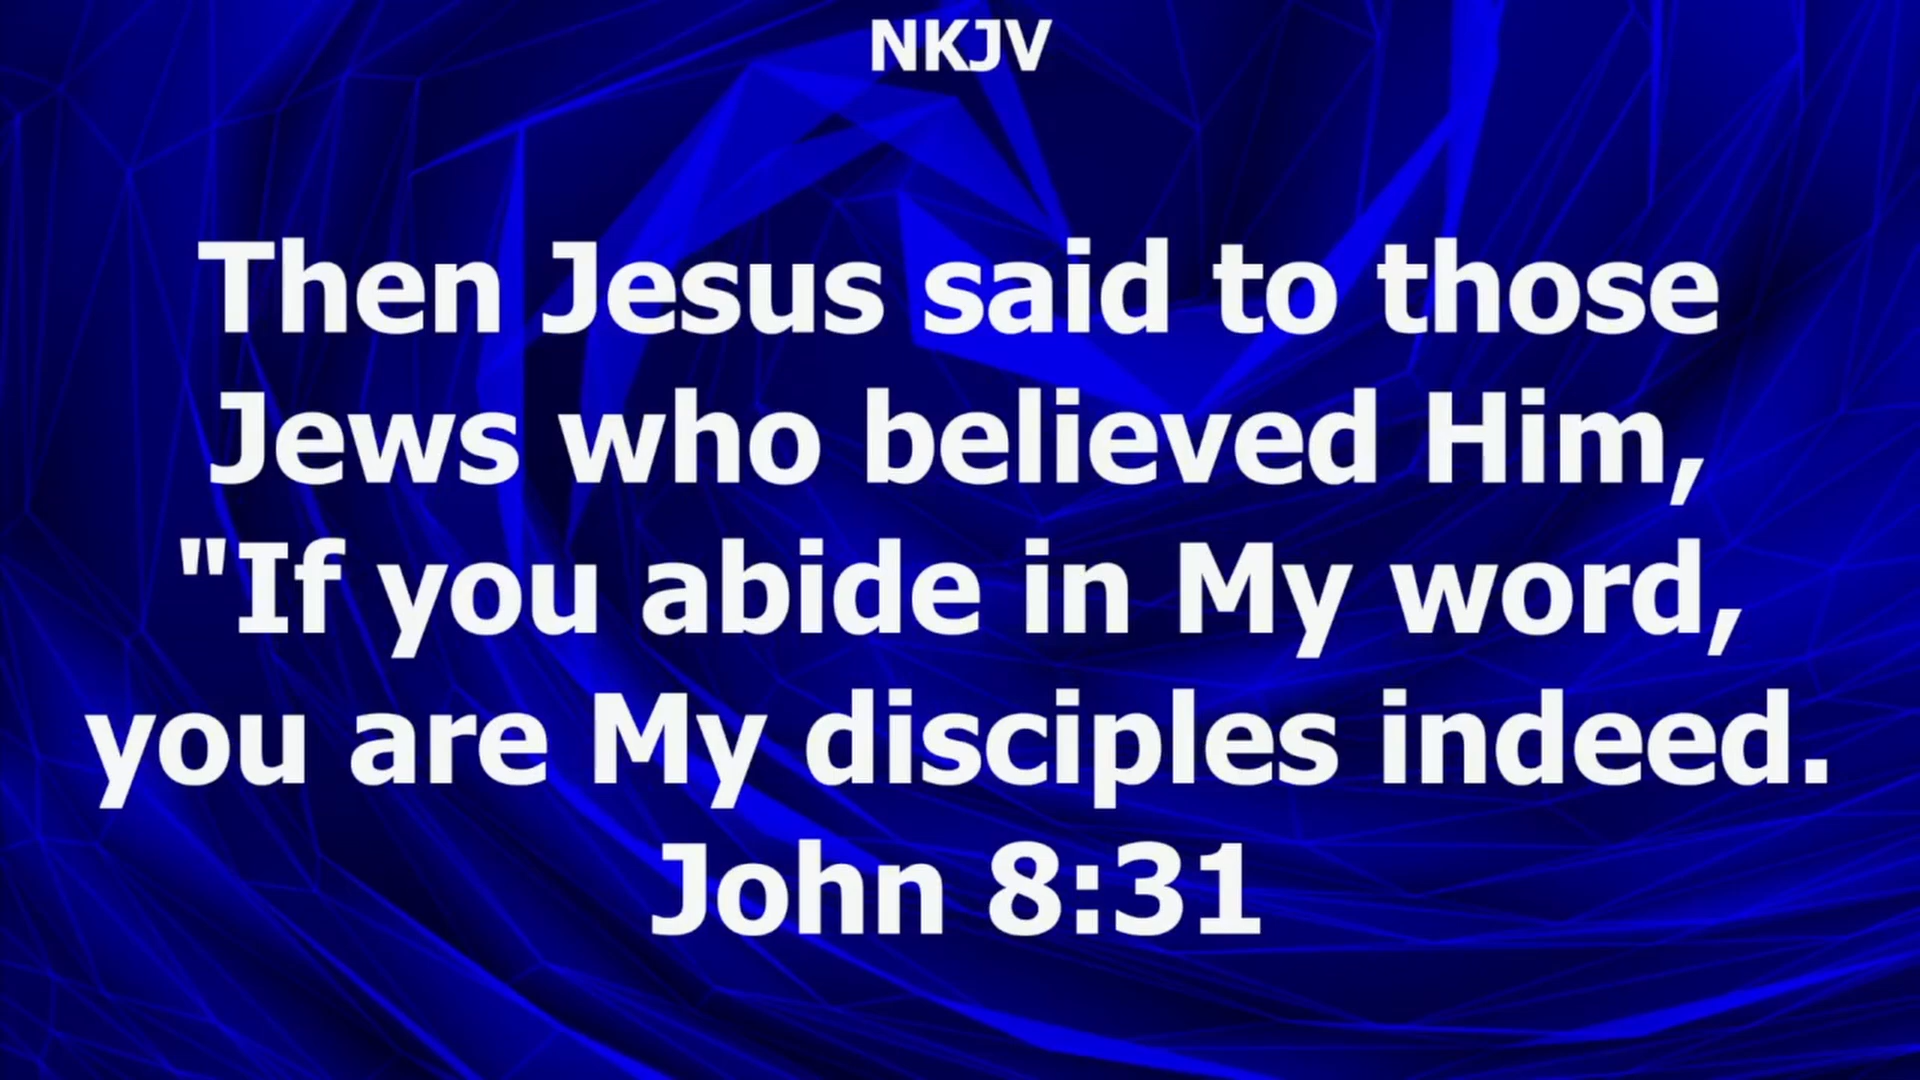 NKJV
Then Jesus said to those
Jews who believed Him,
"If you abide in My word,
you are My disciples indeed.
John 8:31